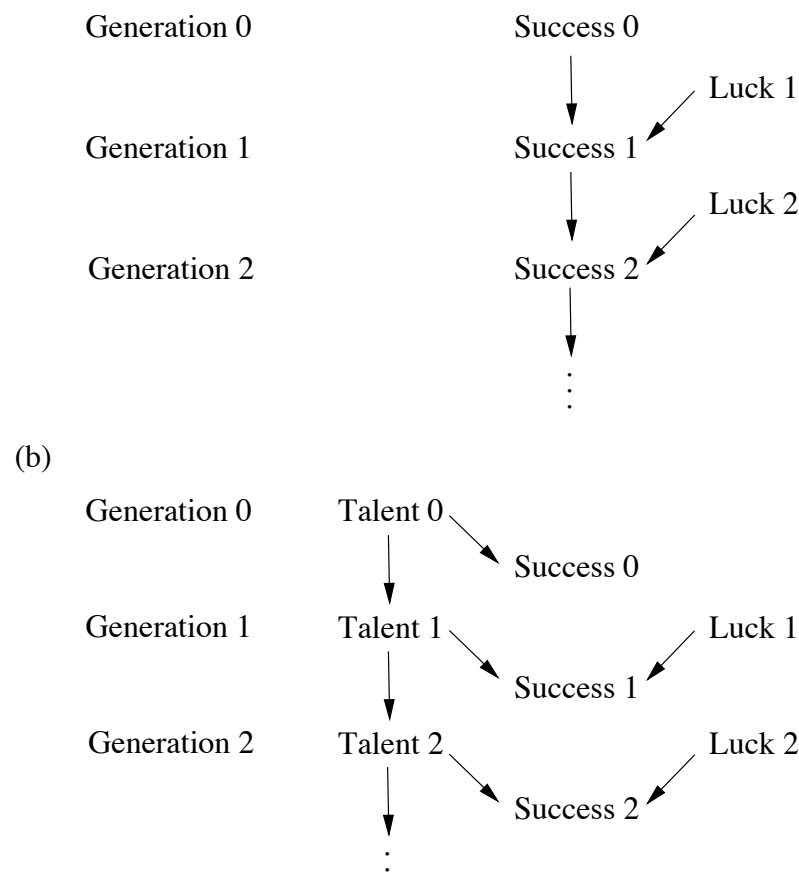 Generation 0 Success 0
Luck 1
Generation 1 Success 1
Luck 2
Generation 2 Success 2
⋮
(b)
Generation 0 Talent 0
Success 0
Generation 1 Talent 1 Luck 1
Success 1
Generation 2 Talent 2 Luck 2
Success 2
⋮